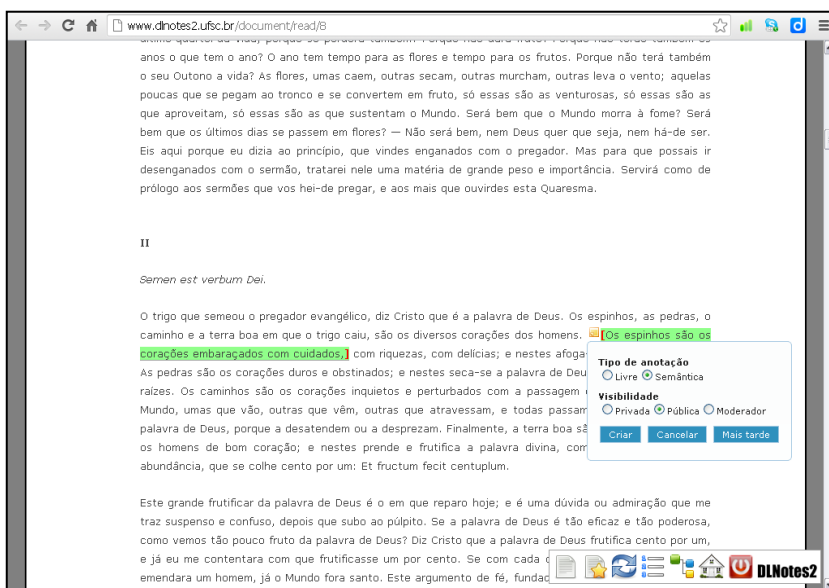 www.dlnotes2.ufsc.br/document/read/8
anos o que tem o ano? O ano tem tempo para as flores e tempo para os frutos. Porque não terá também
o seu Outono a vida? As flores, umas caem, outras secam, outras murcham, outras leva o vento; aquelas
poucas que se pegam ao tronco e se convertem em fruto, só essas são as venturosas, só essas são as
que aproveitam, só essas são as que sustentam o Mundo. Será bem que o Mundo morra à fome? Será
bem que os últimos dias se passem em flores? — Não será bem, nem Deus quer que seja, nem há-de ser.
Eis aqui porque eu dizia ao princípio, que vindes enganados com o pregador. Mas para que possais ir
desenganados com o sermão, tratarei nele uma matéria de grande peso e importância. Servirá como de
prólogo aos sermões que vos hei-de pregar, e aos mais que ouvirdes esta Quaresma.
II
Semen est verbum Dei.
O trigo que semeou o pregador evangélico, diz Cristo que é a palavra de Deus. Os espinhos, as pedras, o
caminho e a terra boa em que o trigo caiu, são os diversos corações dos homens. [Os espinhos são os
corações embaraçados com cuidados,] com riquezas, com delícias; e nestes afoga-
As pedras são os corações duros e obstinados; e nestes seca-se a palavra de Deu
raízes. Os caminhos são os corações inquietos e perturbados com a passagem
Mundo, umas que vão, outras que vêm, outras que atravessam, e todas passam
palavra de Deus, porque a desatendem ou a desprezam. Finalmente, a terra boa sã
os homens de bom coração; e nestes prende e frutifica a palavra divina, com
abundância, que se colhe cento por um: Et fructum fecit centuplum.
Tipo de anotação
Livre Semântica
Visibilidade
Privada Pública Moderador
Criar Cancelar Mais tarde
Este grande frutificar da palavra de Deus é o em que reparo hoje; e é uma dúvida ou admiração que me
traz suspenso e confuso, depois que subo ao púlpito. Se a palavra de Deus é tão eficaz e tão poderosa,
como vemos tão pouco fruto da palavra de Deus? Diz Cristo que a palavra de Deus frutifica cento por um,
e já eu me contentara com que frutificasse um por cento. Se com cada
emendara um homem, já o Mundo fora santo. Este argumento de fé, fundad
DLNotes2